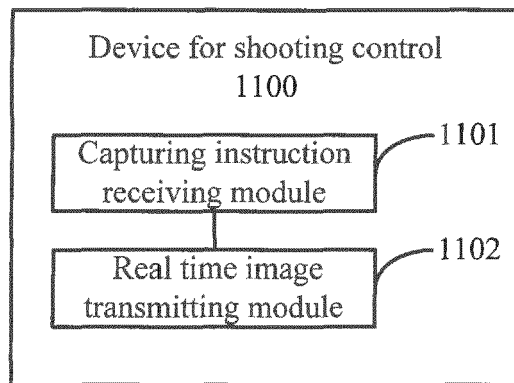 Device for shooting control
1100
Capturing instruction
receiving module
1101
Real time image
transmitting module
1102